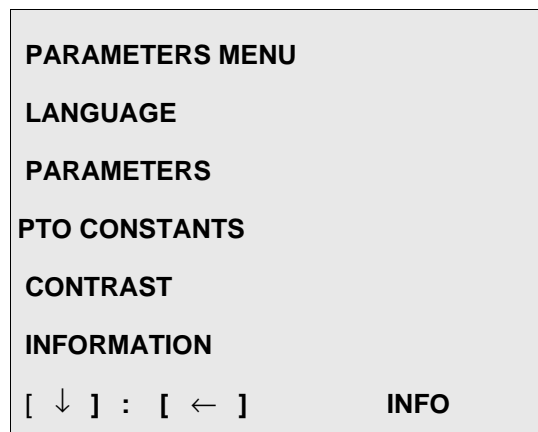 PARAMETERS MENU
LANGUAGE
PARAMETERS
PTO CONSTANTS
CONTRAST
INFORMATION
[ ↓ ] : [ ← ] INFO